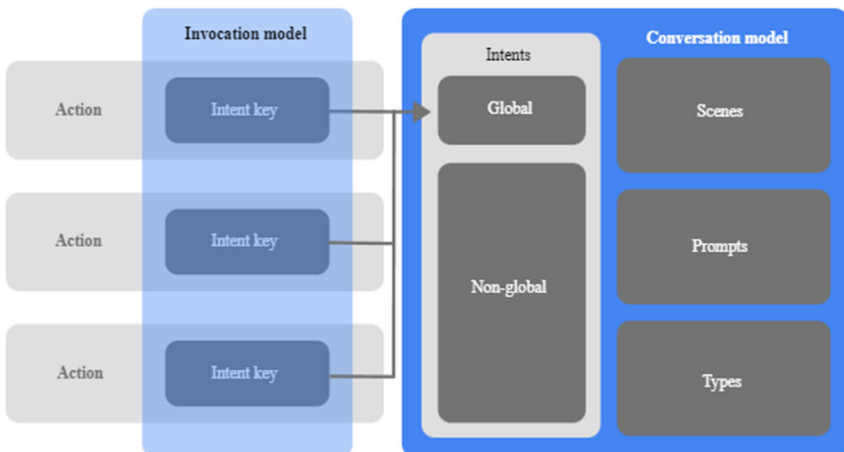 Invocation model
Action
Intent key
Action
Intent key
Action
Intent key
Conversation model
Intents
Global
Non-global
Scenes
Prompts
Types